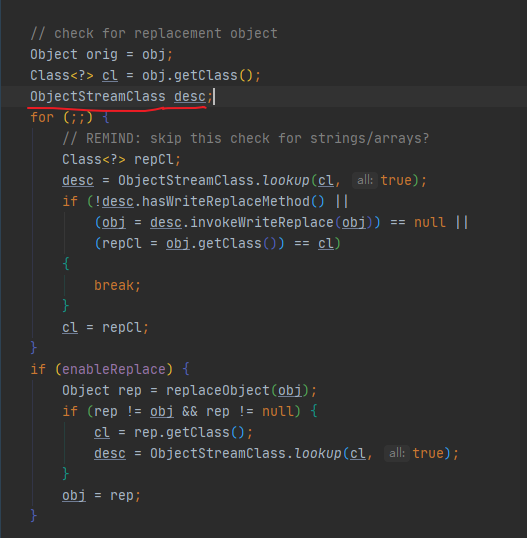 // check for replacement object
Object orig = obj;
Class<?> cl = obj.getClass();
ObjectStreamClass desc;
for (;;) {
// REMIND: skip this check for strings/arrays?
Class<?> repCl;
desc = ObjectStreamClass.lookup(cl, all: true);
if (!desc.hasWriteReplaceMethod() ||
(obj = desc.invokeWriteReplace(obj)) == null ||
(repCl = obj.getClass()) == cl)
{
break;
}
cl = repCl;
}
if (enableReplace) {
Object rep = replaceObject(obj);
if (rep != obj && rep != null) {
cl = rep.getClass();
desc = ObjectStreamClass.lookup(cl, all: true);
}
obj = rep;
}